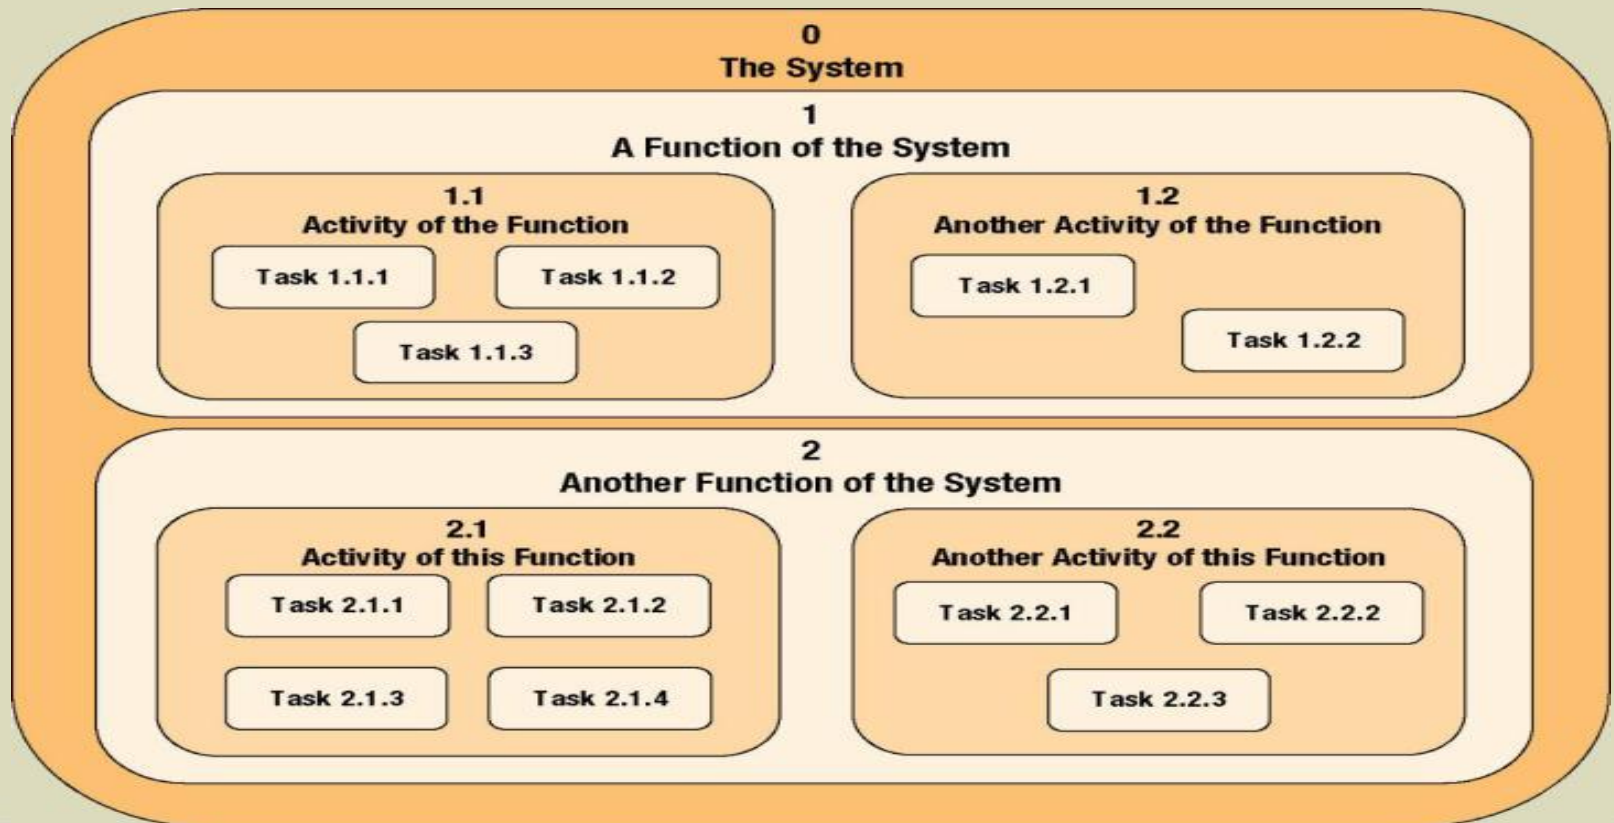 0
The System
1
A Function of the System
1.1
Activity of the Function
Task 1.1.1
Task 1.1.2
Task 1.1.3
1.2
Another Activity of the Function
Task 1.2.1
Task 1.2.2
2
Another Function of the System
2.1
Activity of this Function
Task 2.1.1
Task 2.1.2
Task 2.1.3
Task 2.1.4
2.2
Another Activity of this Function
Task 2.2.1
Task 2.2.2
Task 2.2.3